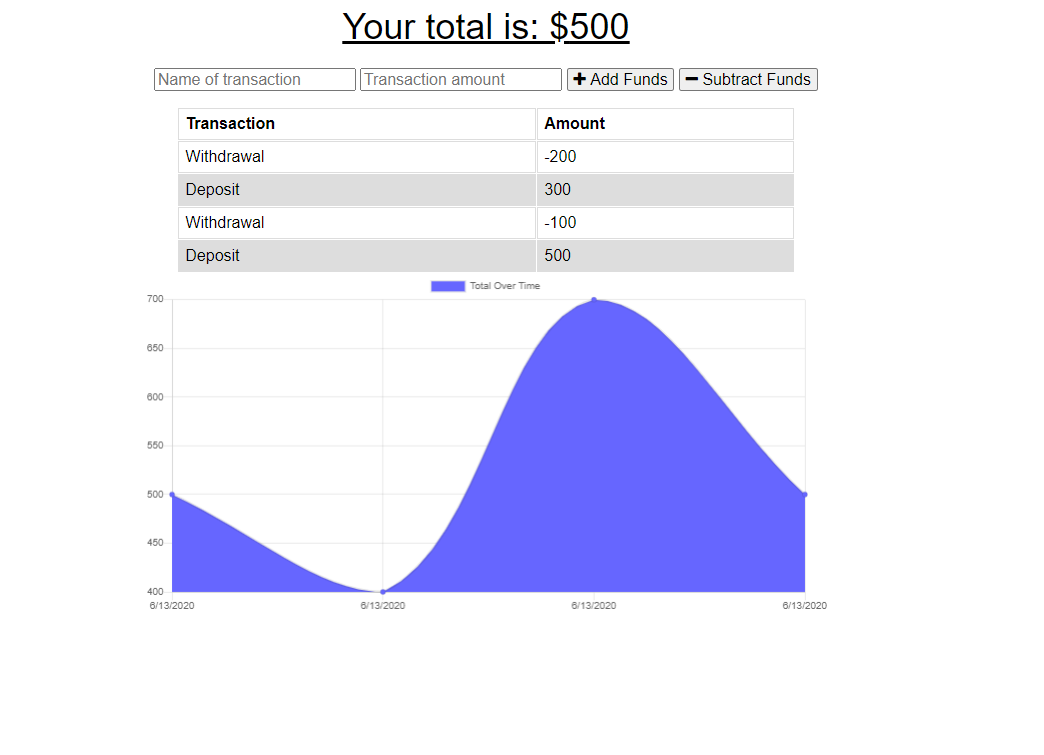 Your total is: $500
Name of transaction Transaction amount Add Funds Subtract Funds
Transaction Amount
Withdrawal -200
Deposit 300
Withdrawal -100
Deposit 500
Total Over Time
700
650
600
550
500
450
400
6/13/2020 6/13/2020 6/13/2020 6/13/2020